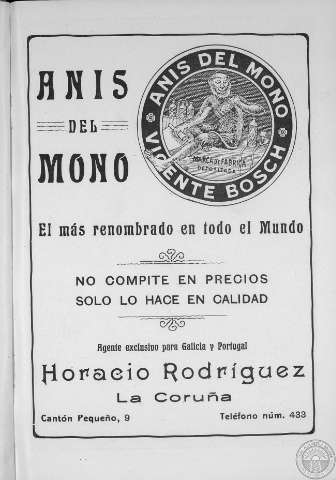 ANIS
DEL
MONO
ANIS DEL MONO
VICENTE BOSCH
MARCA DE FABRICA
DEPOSITADA
El más renombrado en todo el Mundo
NO COMPITE EN PRECIOS
SOLO LO HACE EN CALIDAD
Agente exclusivo para Galicia y Portugal
Horacio Rodríguez
La Coruña
Cantón Pequeño, 9 Teléfono núm. 433